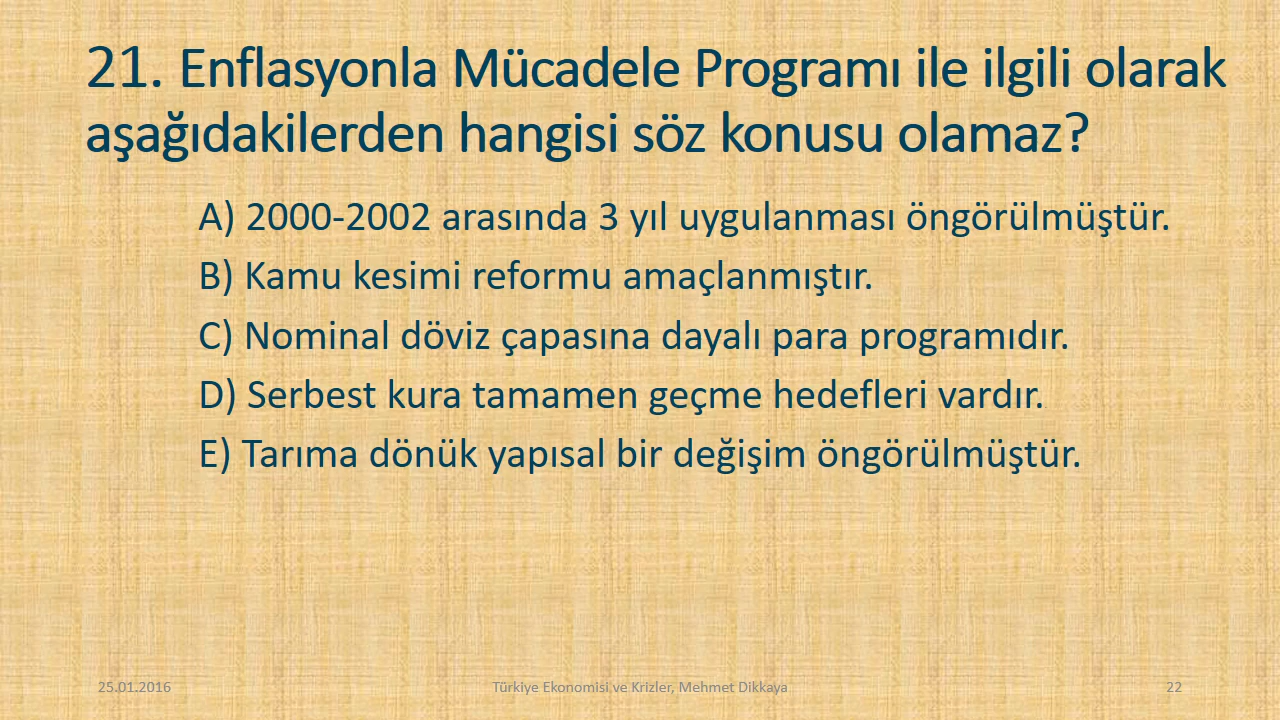 21. Enflasyonla Mücadele Programı ile ilgili olarak
aşağıdakilerden hangisi söz konusu olamaz?
A) 2000-2002 arasında 3 yıl uygulanması öngörülmüştür.
B) Kamu kesimi reformu amaçlanmıştır.
C) Nominal döviz çapasına dayalı para programıdır.
D) Serbest kura tamamen geçme hedefleri vardır.
E) Tarıma dönük yapısal bir değişim öngörülmüştür.
25.01.2016
Türkiye Ekonomisi ve Krizler, Mehmet Dikkaya
22